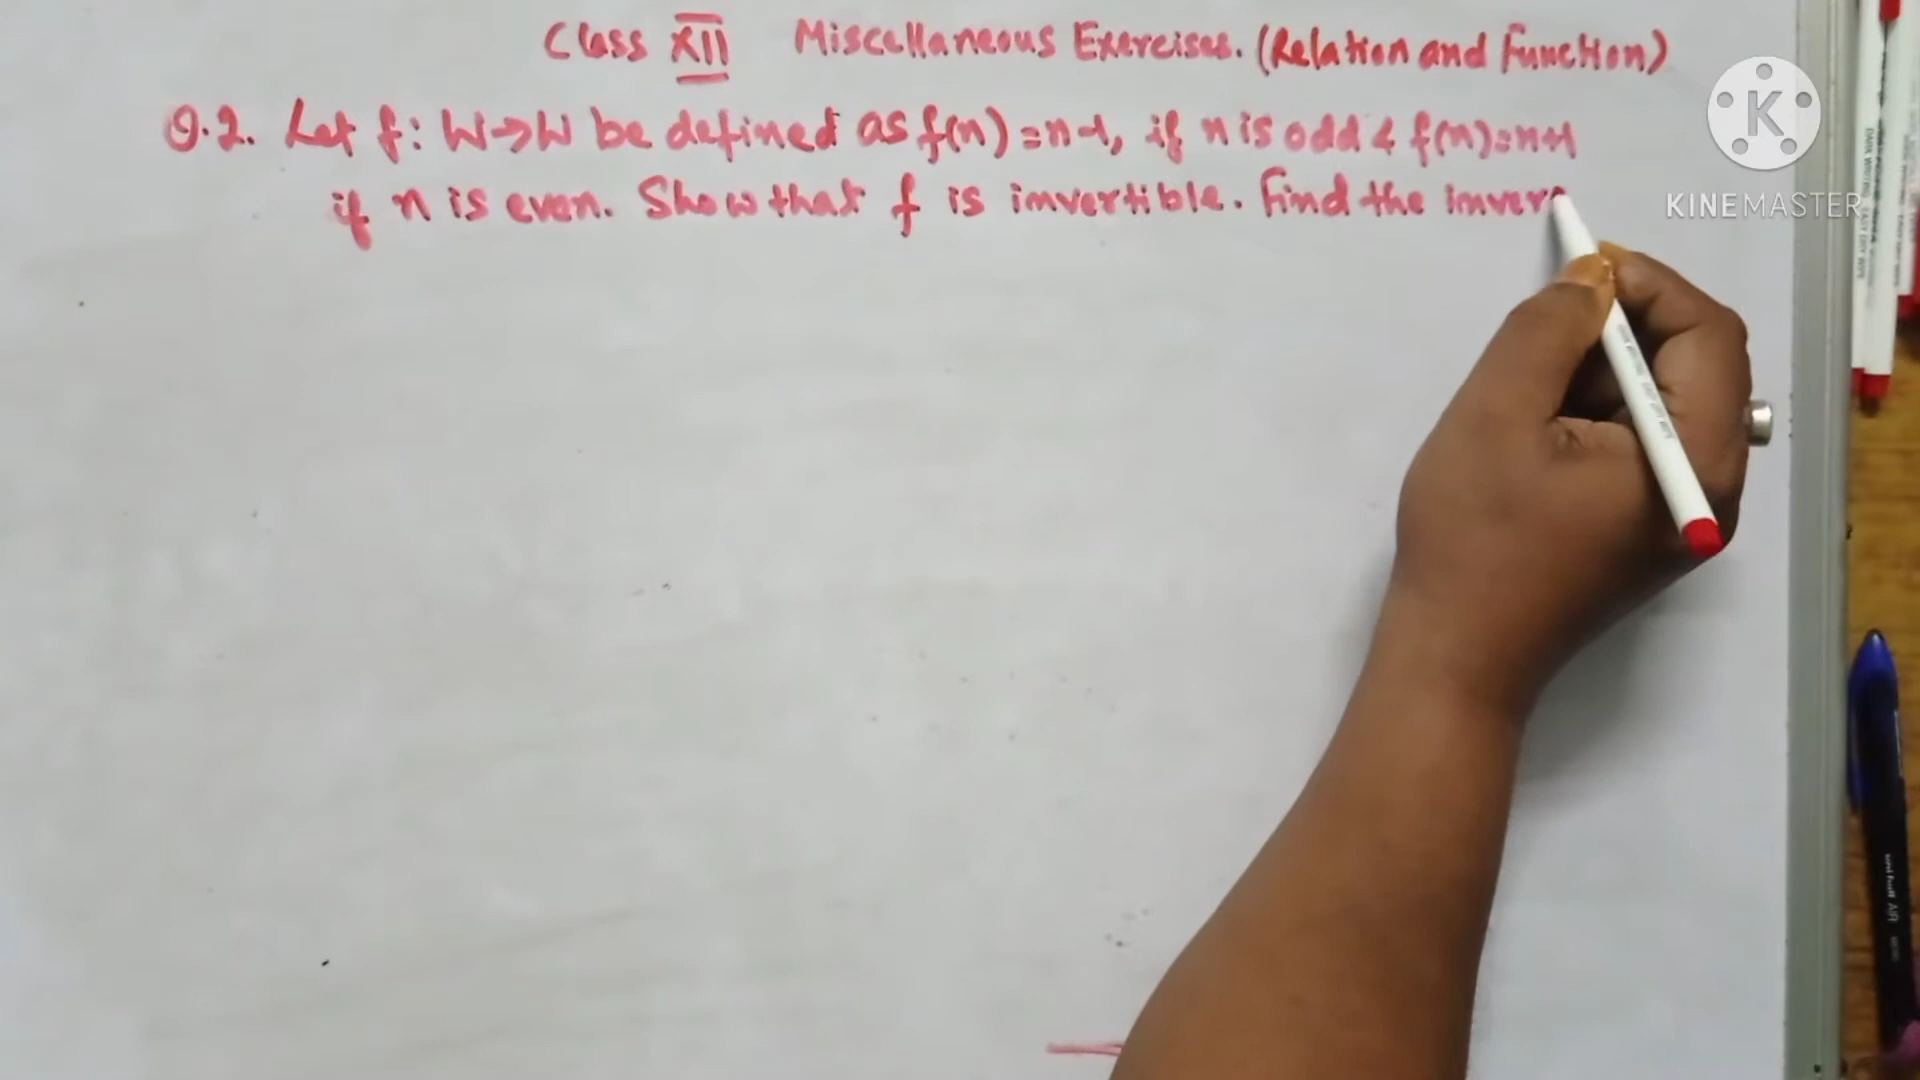 Class XII Miscellaneous Exercises. (Relation and Function)
Q.2. Let f: W→W be defined as f(n)=n-1, if n is odd & f(n)=n+1
if n is even. Show that f is invertible. Find the invers
K
KINEMASTER